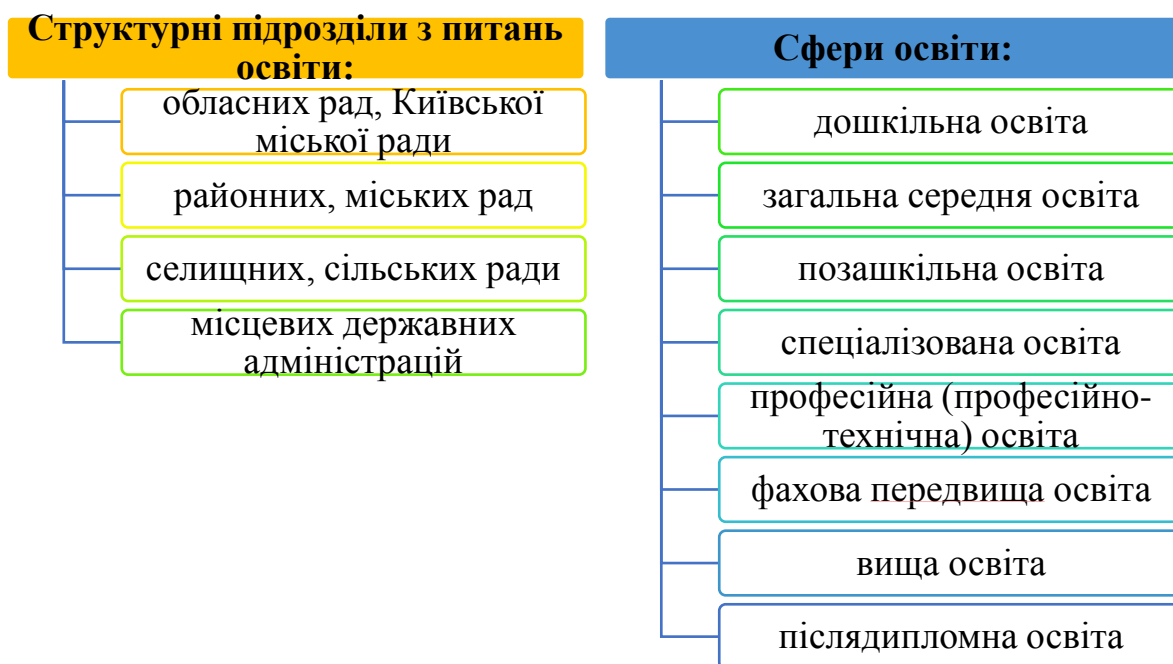 Структурні підрозділи з питань
освіти:
обласних рад, Київської
міської ради
районних, міських рад
селищних, сільських ради
місцевих державних
адміністрацій
Сфери освіти:
дошкільна освіта
загальна середня освіта
позашкільна освіта
спеціалізована освіта
професійна (професійно-
технічна) освіта
фахова передвища освіта
вища освіта
післядипломна освіта